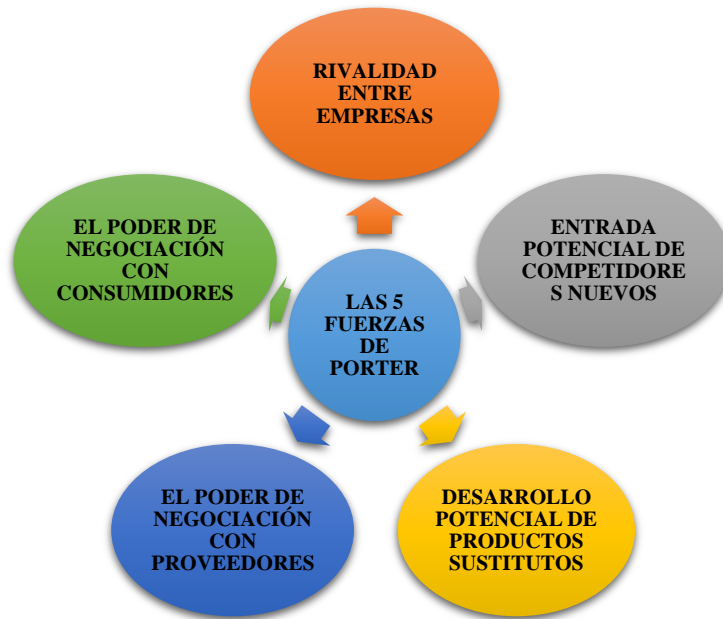 RIVALIDAD
ENTRE
EMPRESAS
EL PODER DE
NEGOCIACIÓN
CON
CONSUMIDORES
ENTRADA
POTENCIAL DE
COMPETIDORE
S NUEVOS
LAS 5
FUERZAS
DE
PORTER
EL PODER DE
NEGOCIACIÓN
CON
PROVEEDORES
DESARROLLO
POTENCIAL DE
PRODUCTOS
SUSTITUTOS